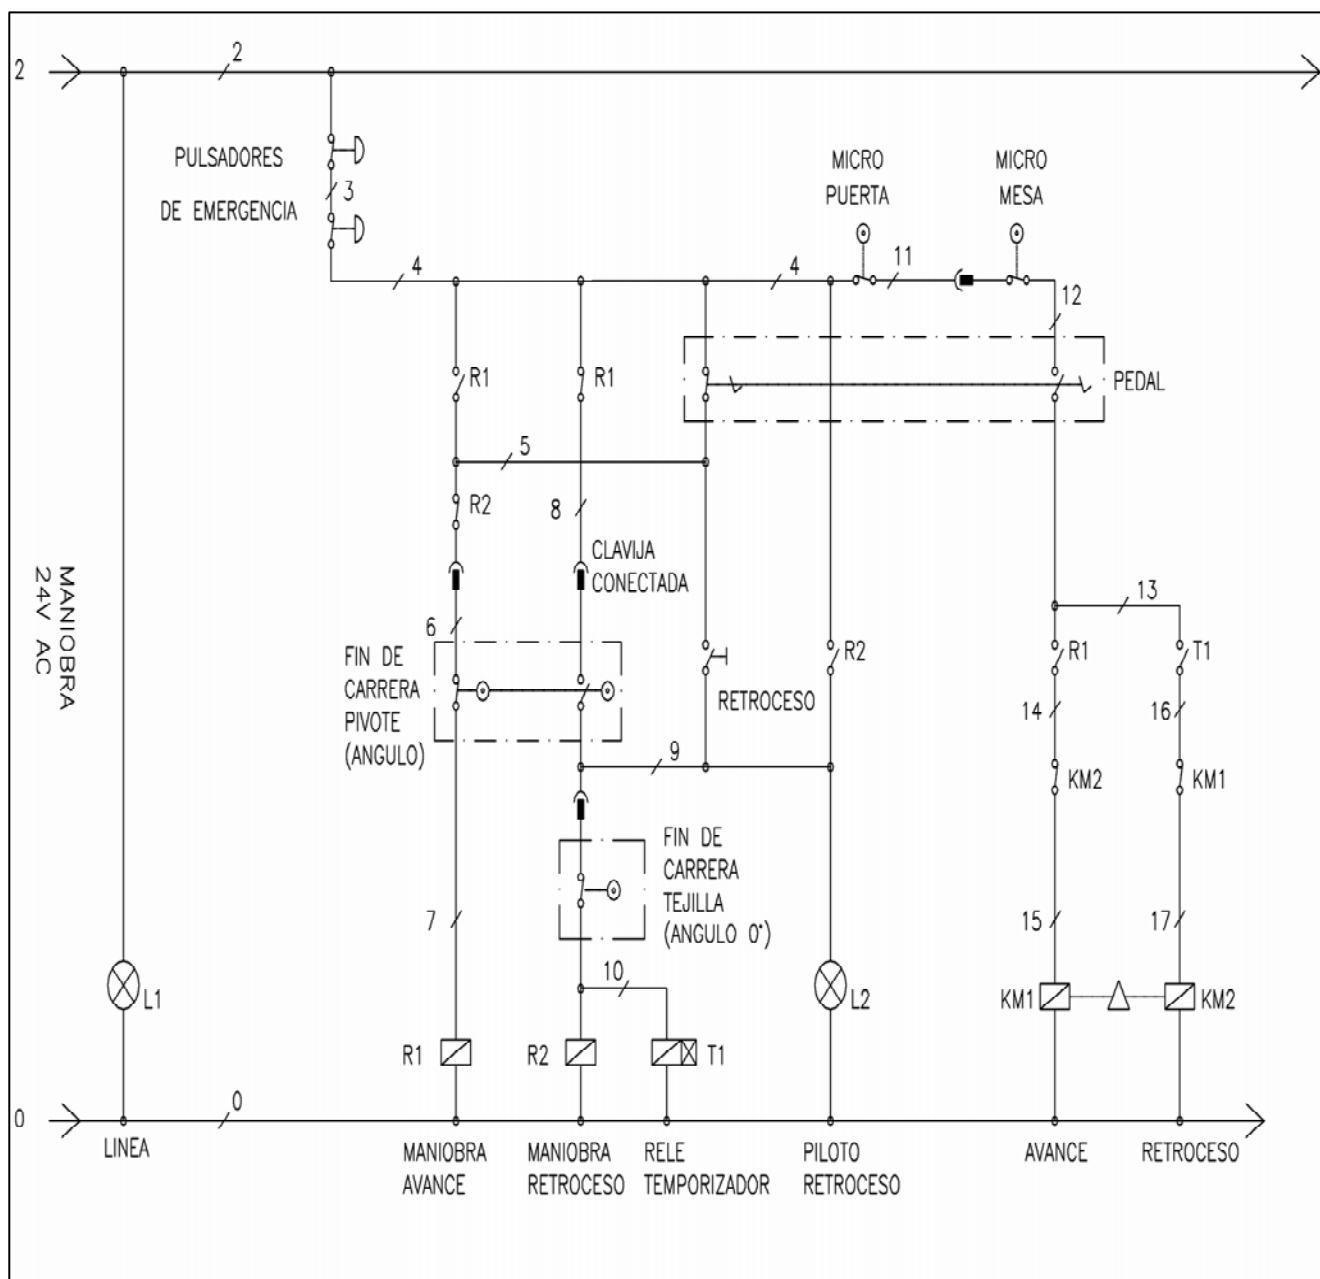 2
2
PULSADORES
DE EMERGENCIA
3
MICRO
PUERTA
MICRO
MESA
4
4
11
12
R1
R1
PEDAL
5
R2
8
CLAVIJA
CONECTADA
MANIOBRA
24V AC
6
13
FIN DE
CARRERA
PIVOTE
(ANGULO)
RETROCESO
R2
R1
T1
14
16
9
KM2
KM1
FIN DE
CARRERA
TEJILLA
(ANGULO 0°)
7
15
17
10
L1
L2
KM1
KM2
R1
R2
T1
0
0
LINEA
MANIOBRA
AVANCE
MANIOBRA
RETROCESO
RELE
TEMPORIZADOR
PILOTO
RETROCESO
AVANCE
RETROCESO